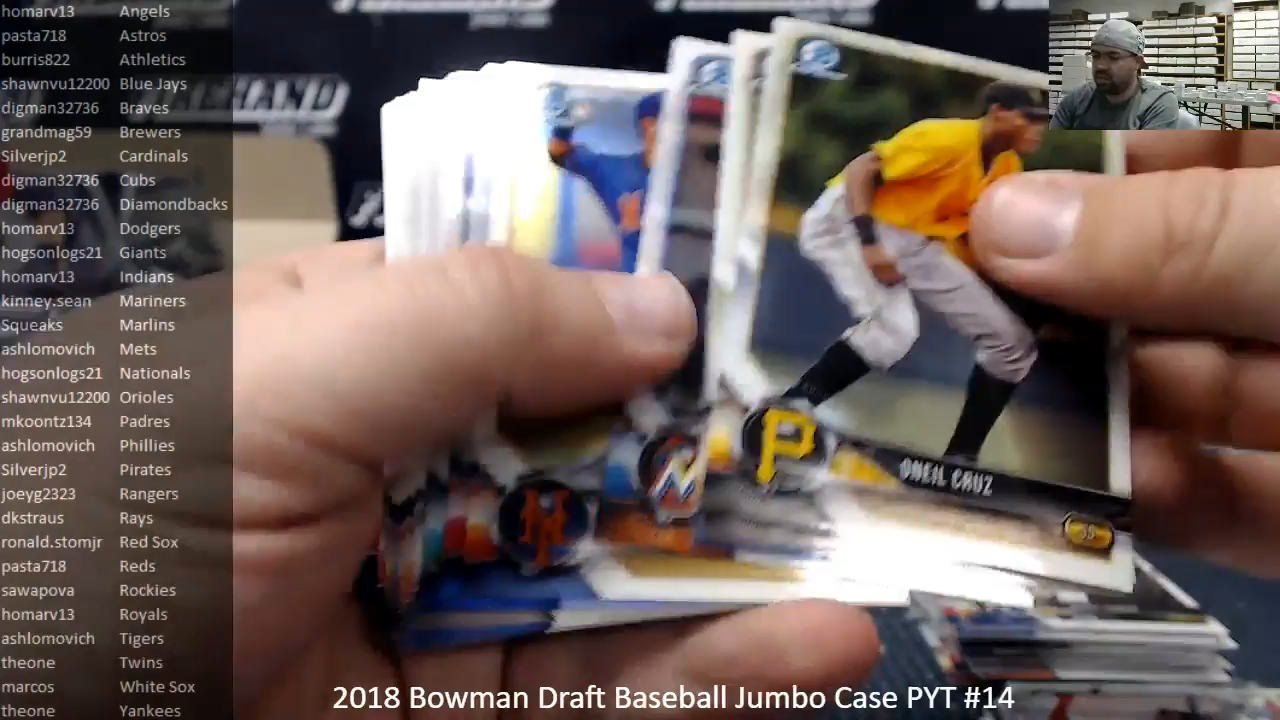 homarv13 Angels
pasta718 Astros
burris822 Athletics
shawnvu12200 Blue Jays
digman32736 Braves
grandmag59 Brewers
Silverjp2 Cardinals
digman32736 Cubs
digman32736 Diamondbacks
homarv13 Dodgers
hogsonlogs21 Giants
homarv13 Indians
kinney.sean Mariners
Squeaks Marlins
ashlomovich Mets
hogsonlogs21 Nationals
shawnvu12200 Orioles
mkoontz134 Padres
ashlomovich Phillies
Silverjp2 Pirates
joeyg2323 Rangers
dkstraus Rays
ronald.stomjr Red Sox
pasta718 Reds
sawapova Rockies
homarv13 Royals
ashlomovich Tigers
theone Twins
marcos White Sox
theone Yankees
P
ONEIL CRUZ
2018 Bowman Draft Baseball Jumbo Case PYT #14